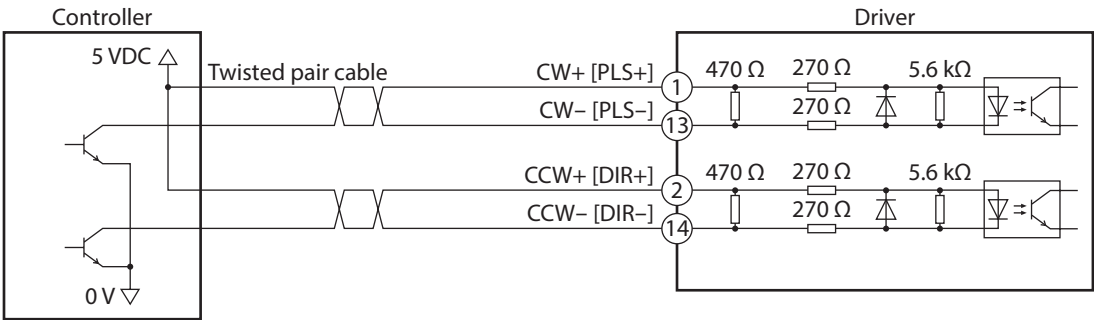 Controller
Driver
5 VDC
Twisted pair cable
CW+ [PLS+]
1
470 Ω
270 Ω
5.6 kΩ
CW– [PLS–]
13
270 Ω
CCW+ [DIR+]
2
470 Ω
270 Ω
5.6 kΩ
CCW– [DIR–]
14
270 Ω
0 V